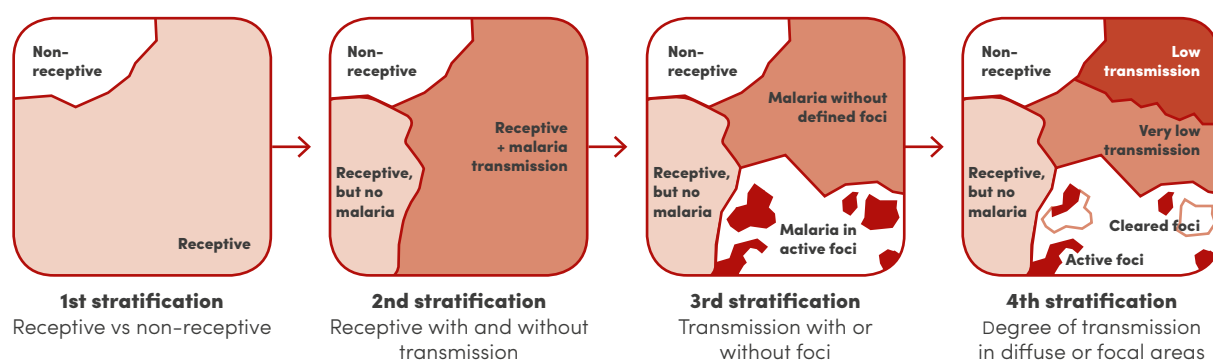 Non-
receptive
Receptive
1st stratification
Receptive vs non-receptive
Non-
receptive
Receptive
+ malaria
transmission
Receptive,
but no
malaria
2nd stratification
Receptive with and without
transmission
Non-
receptive
Malaria without
defined foci
Receptive,
but no
malaria
Malaria in
active foci
3rd stratification
Transmission with or
without foci
Non-
receptive
Low
transmission
Very low
transmission
Receptive,
but no
malaria
Cleared foci
Active foci
4th stratification
Degree of transmission
in diffuse or focal areas